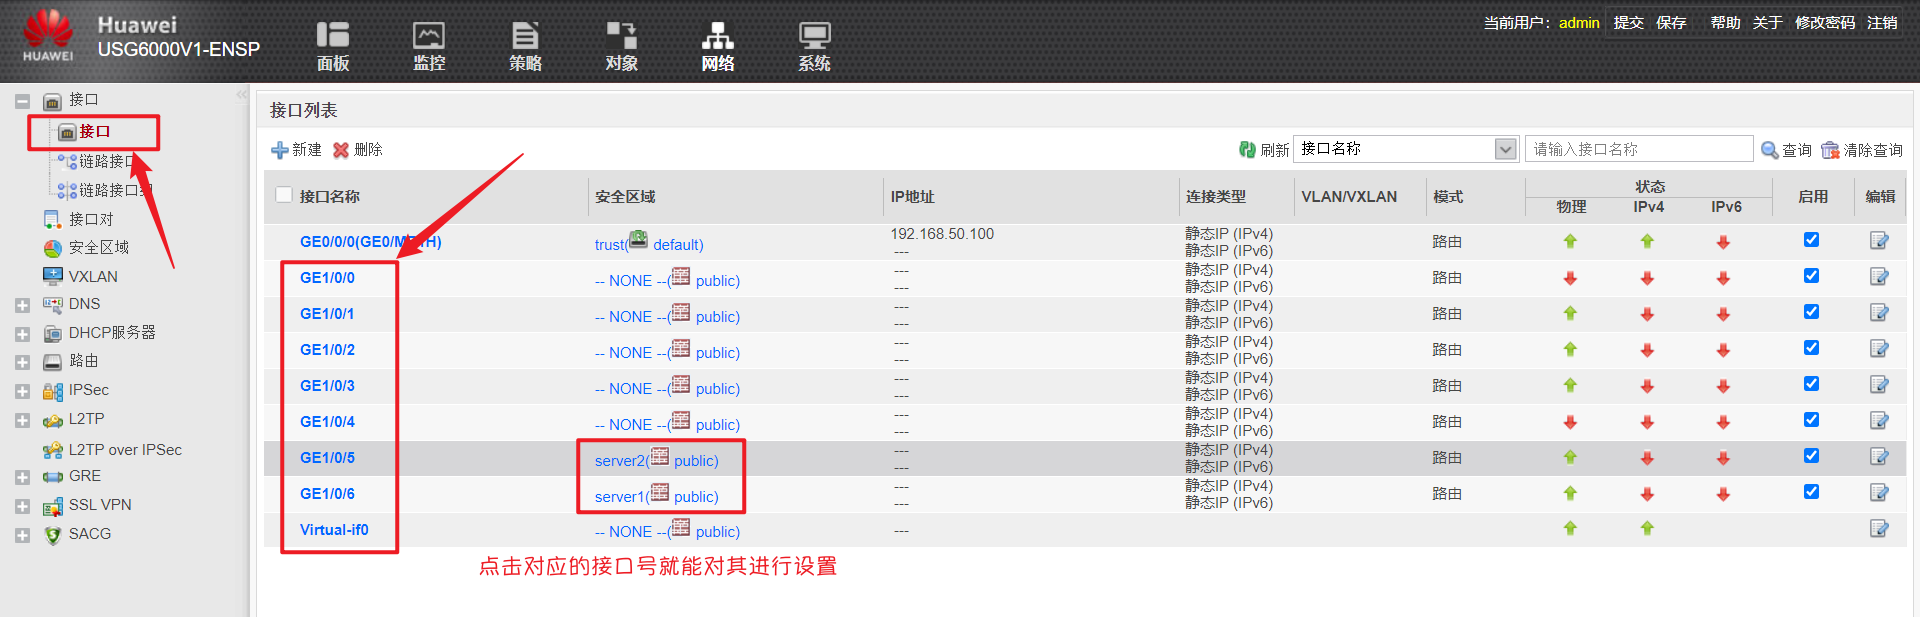 HUAWEI
Huawei
USG6000V1-ENSP
面板 监控 策略 对象 网络 系统
当前用户：admin 提交 保存 帮助 关于 修改密码 注销
接口
接口
链路接口
链路接口组
接口对
安全区域
VXLAN
DNS
DHCP服务器
路由
IPSec
L2TP
L2TP over IPSec
GRE
SSL VPN
SACG
接口列表
新建 删除 刷新 接口名称 请输入接口名称 查询 清除查询
接口名称 安全区域 IP地址 连接类型 VLAN/VXLAN 模式 状态 启用 编辑
物理 IPv4 IPv6
GE0/0/0(GE0/METH) trust( default) 192.168.50.100 静态IP (IPv4) 路由
--- 静态IP (IPv6)
GE1/0/0 -- NONE --( public) --- 静态IP (IPv4) 路由
--- 静态IP (IPv6)
GE1/0/1 -- NONE --( public) --- 静态IP (IPv4) 路由
--- 静态IP (IPv6)
GE1/0/2 -- NONE --( public) --- 静态IP (IPv4) 路由
--- 静态IP (IPv6)
GE1/0/3 -- NONE --( public) --- 静态IP (IPv4) 路由
--- 静态IP (IPv6)
GE1/0/4 -- NONE --( public) --- 静态IP (IPv4) 路由
--- 静态IP (IPv6)
GE1/0/5 server2( public) --- 静态IP (IPv4) 路由
--- 静态IP (IPv6)
GE1/0/6 server1( public) --- 静态IP (IPv4) 路由
--- 静态IP (IPv6)
Virtual-if0 -- NONE --( public) ---
点击对应的接口号就能对其进行设置